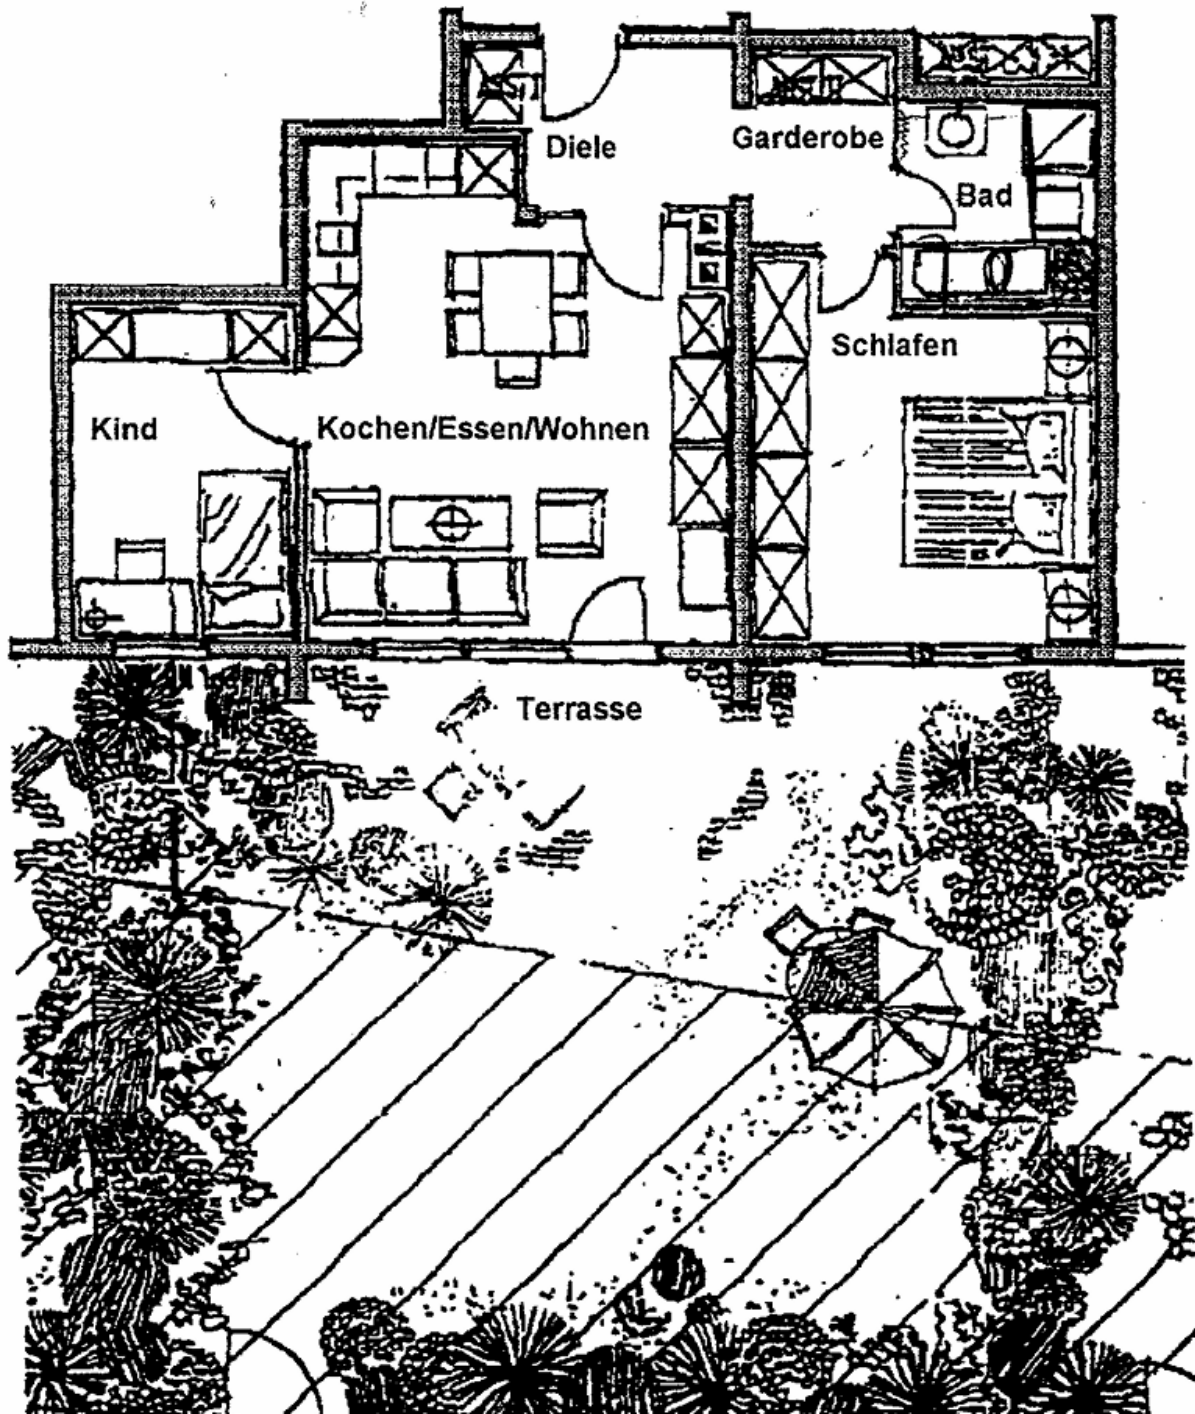 Diele
Garderobe
Bad
Schlafen
Kind
Kochen/Essen/Wohnen
Terrasse